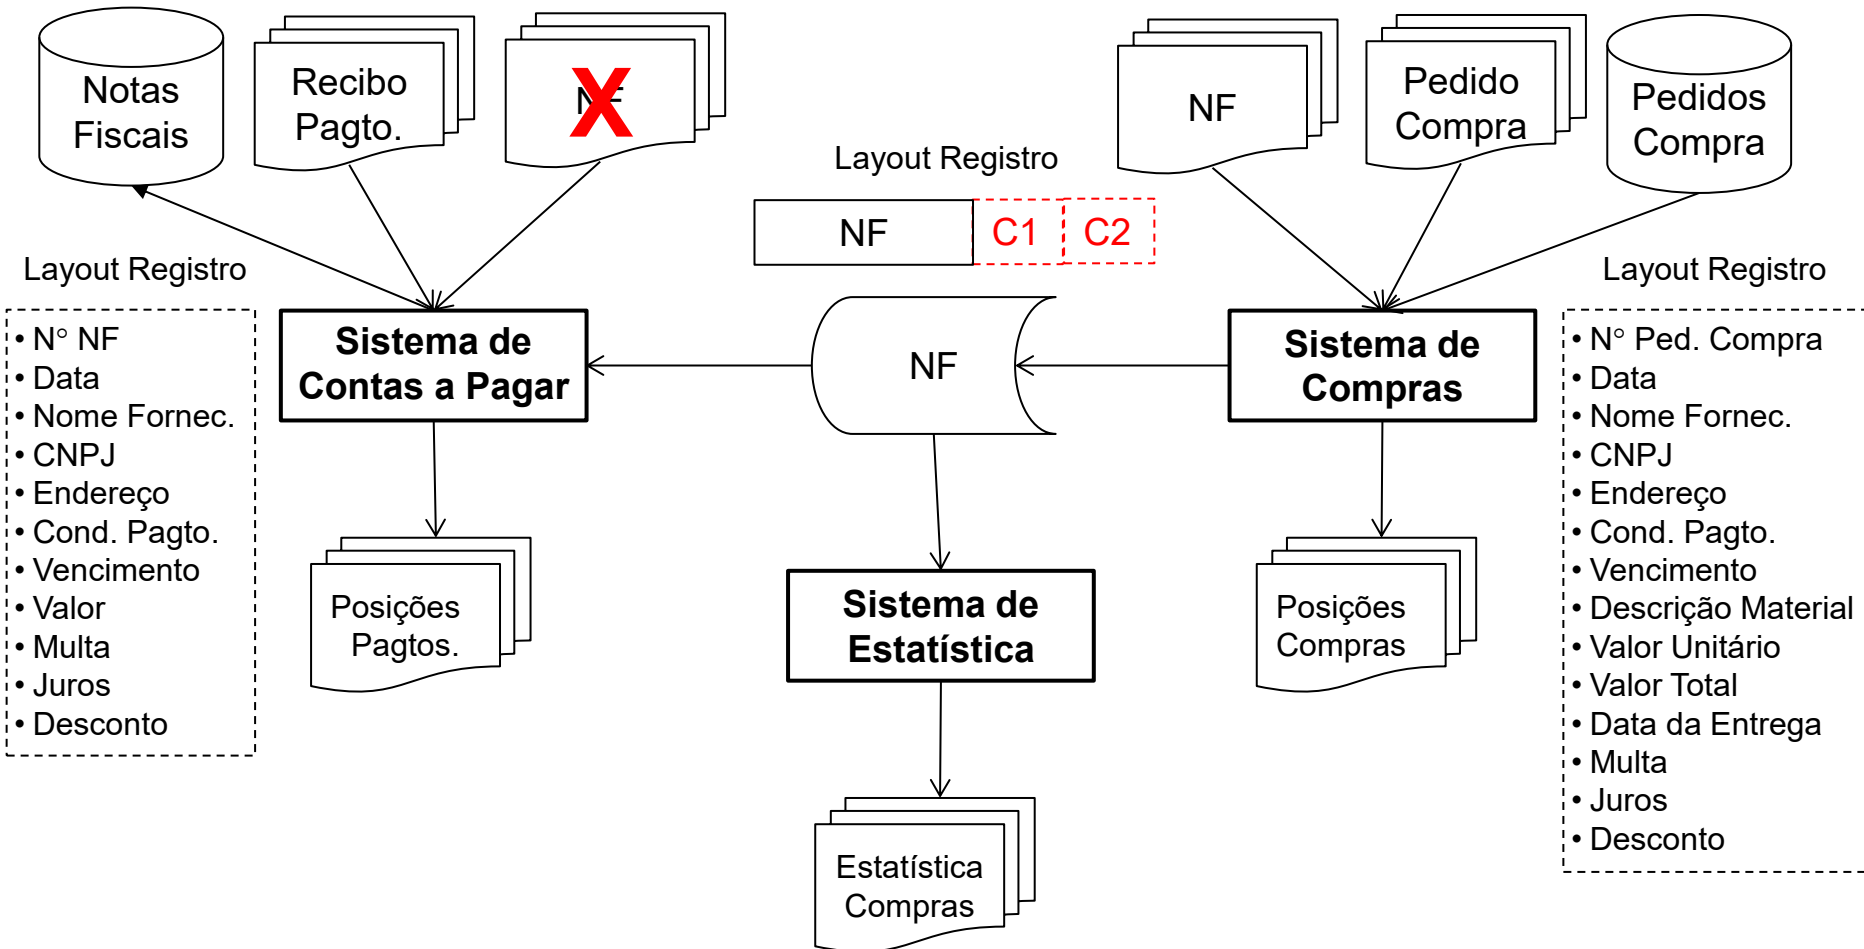 Notas
Fiscais
Recibo
Pagto.
NF
X
NF
Pedido
Compra
Pedidos
Compra
Layout Registro
NF
C1
C2
Layout Registro
• N° NF
• Data
• Nome Fornec.
• CNPJ
• Endereço
• Cond. Pagto.
• Vencimento
• Valor
• Multa
• Juros
• Desconto
Sistema de
Contas a Pagar
NF
Sistema de
Compras
Layout Registro
• N° Ped. Compra
• Data
• Nome Fornec.
• CNPJ
• Endereço
• Cond. Pagto.
• Vencimento
• Descrição Material
• Valor Unitário
• Valor Total
• Data da Entrega
• Multa
• Juros
• Desconto
Posições
Pagtos.
Sistema de
Estatística
Posições
Compras
Estatística
Compras